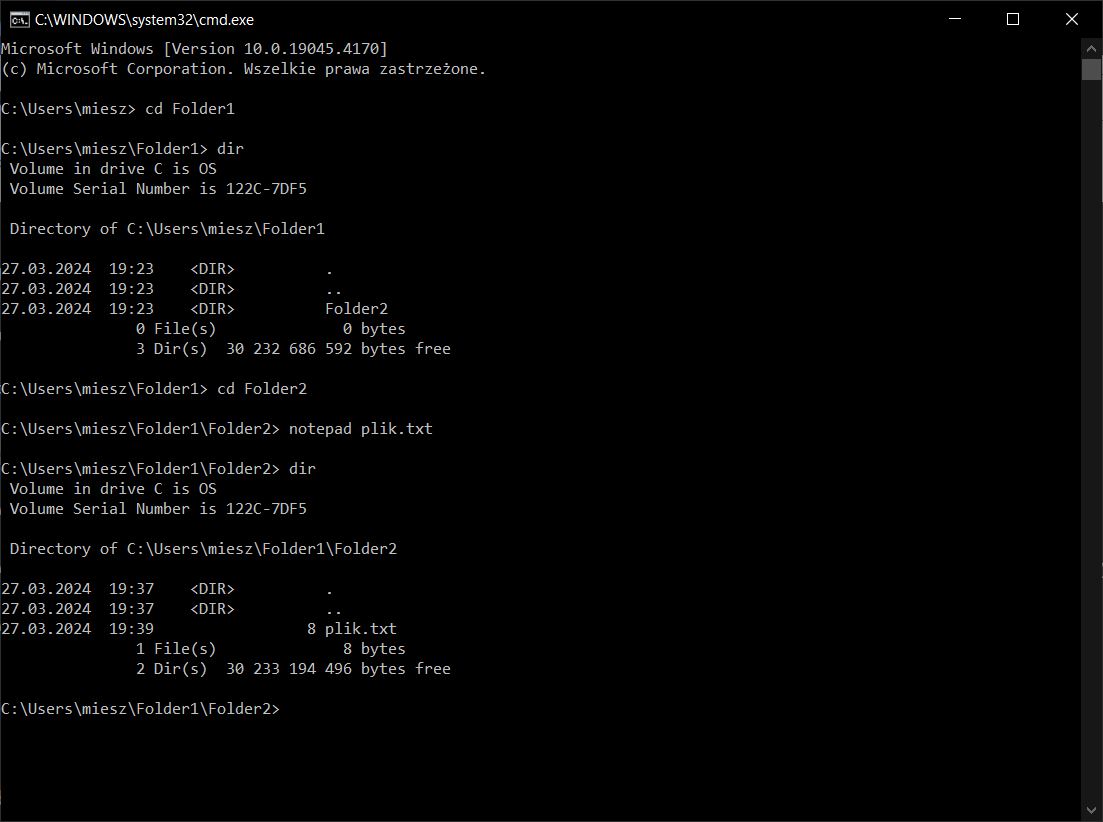 C:\WINDOWS\system32\cmd.exe
Microsoft Windows [Version 10.0.19045.4170]
(c) Microsoft Corporation. Wszelkie prawa zastrzeżone.
C:\Users\miesz> cd Folder1
C:\Users\miesz\Folder1> dir
Volume in drive C is OS
Volume Serial Number is 122C-7DF5
Directory of C:\Users\miesz\Folder1
27.03.2024  19:23    <DIR>          .
27.03.2024  19:23    <DIR>          ..
27.03.2024  19:23    <DIR>          Folder2
0 File(s)              0 bytes
3 Dir(s)  30 232 686 592 bytes free
C:\Users\miesz\Folder1> cd Folder2
C:\Users\miesz\Folder1\Folder2> notepad plik.txt
C:\Users\miesz\Folder1\Folder2> dir
Volume in drive C is OS
Volume Serial Number is 122C-7DF5
Directory of C:\Users\miesz\Folder1\Folder2
27.03.2024  19:37    <DIR>          .
27.03.2024  19:37    <DIR>          ..
27.03.2024  19:39                 8 plik.txt
1 File(s)              8 bytes
2 Dir(s)  30 233 194 496 bytes free
C:\Users\miesz\Folder1\Folder2>